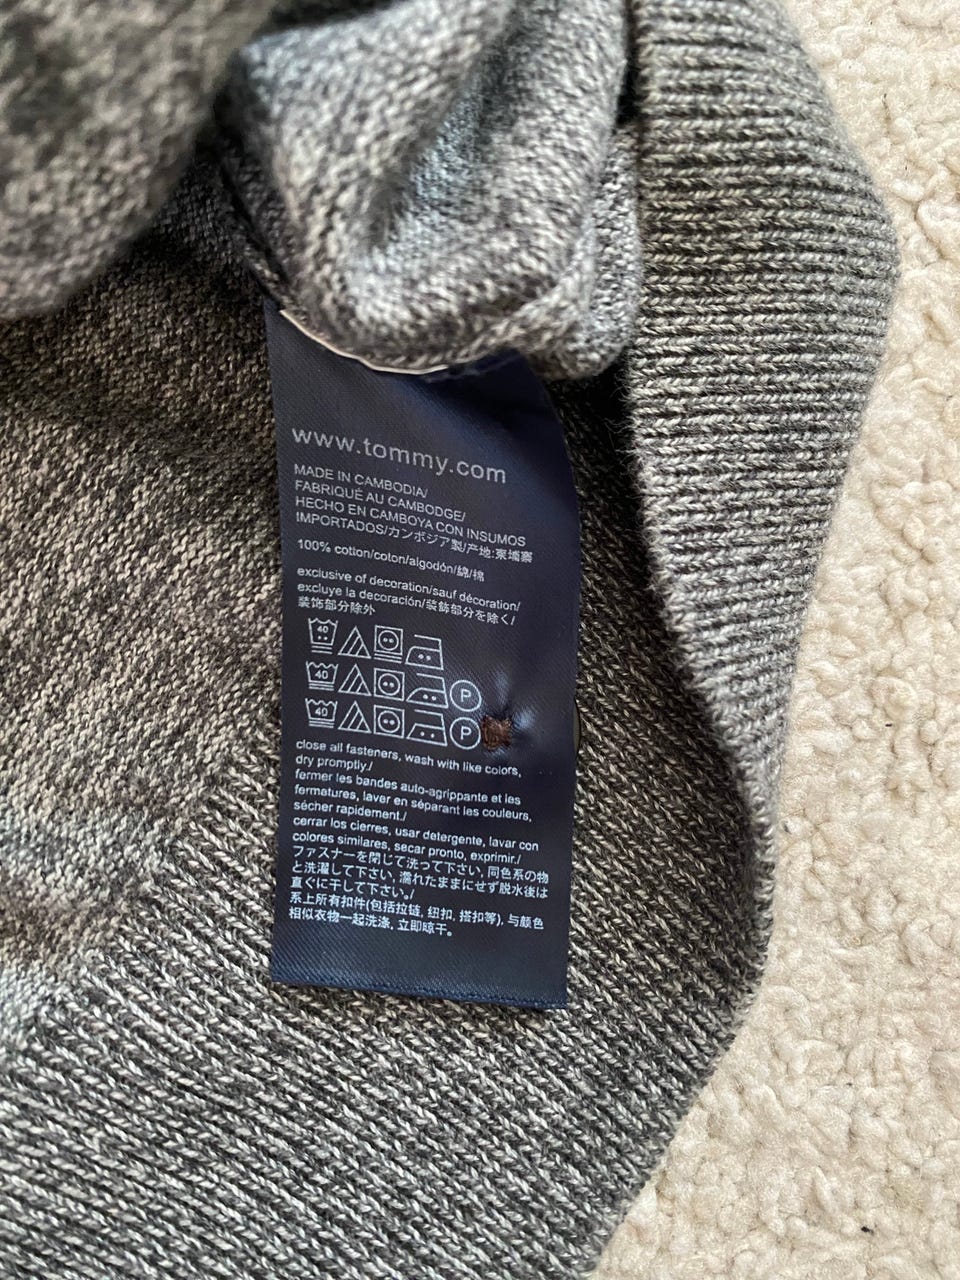 www.tommy.com
MADE IN CAMBODIA/
FABRIQUÉ AU CAMBODGE/
HECHO EN CAMBOYA CON INSUMOS
IMPORTADOS/カンボジア製/产地:柬埔寨
100% cotton/coton/algodón/綿/棉
exclusive of decoration/sauf décoration/
excluye la decoración/装飾部分を除く/
装饰部分除外
40
40 P
40 P
close all fasteners, wash with like colors,
dry promptly./
fermer les bandes auto-agrippante et les
fermatures, laver en séparant les couleurs,
sécher rapidement./
cerrar los cierres, usar detergente, lavar con
colores similares, secar pronto, exprimir./
ファスナーを閉じて洗って下さい, 同色系の物
と洗濯して下さい, 濡れたままにせず脱水後は
直ぐに干して下さい。/
系上所有扣件(包括拉链, 纽扣, 搭扣等), 与颜色
相似衣物一起洗涤, 立即晾干。